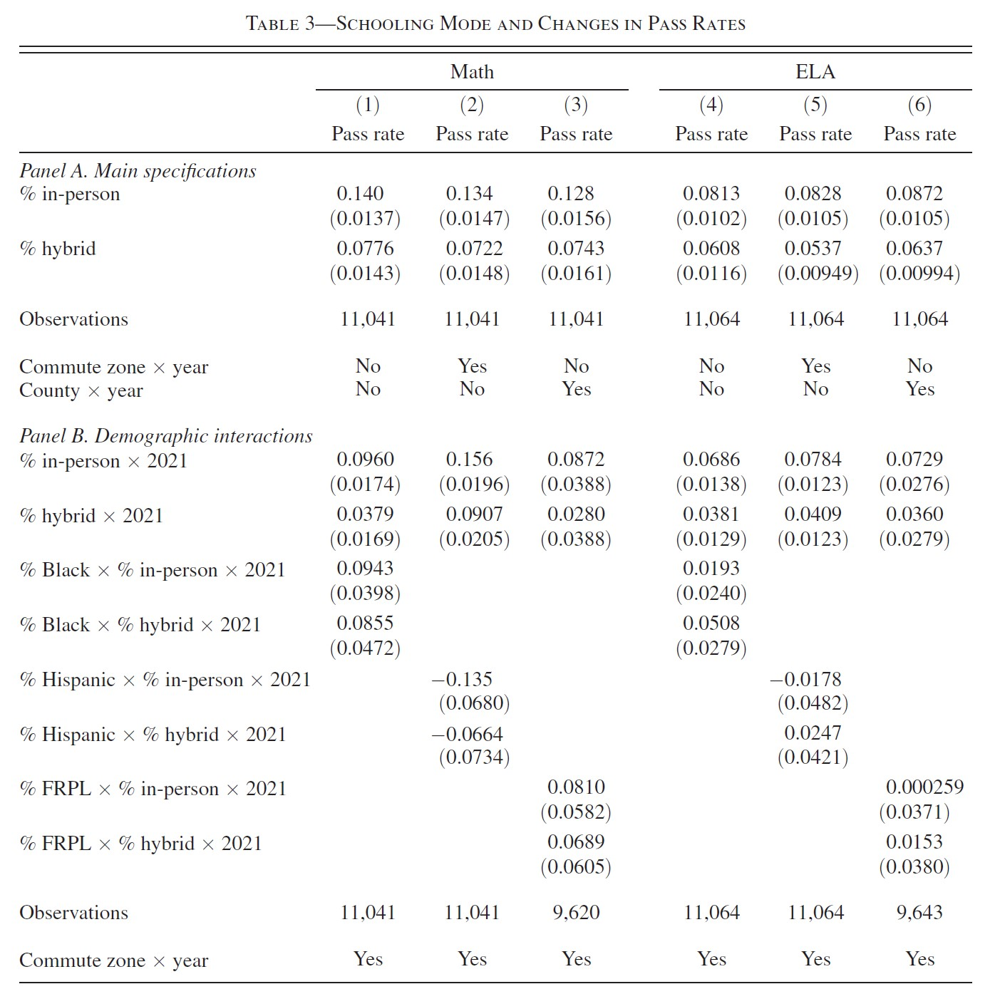 TABLE 3—SCHOOLING MODE AND CHANGES IN PASS RATES
Math ELA
(1) (2) (3) (4) (5) (6)
Pass rate Pass rate Pass rate Pass rate Pass rate Pass rate
Panel A. Main specifications
% in-person 0.140 0.134 0.128 0.0813 0.0828 0.0872
(0.0137) (0.0147) (0.0156) (0.0102) (0.0105) (0.0105)
% hybrid 0.0776 0.0722 0.0743 0.0608 0.0537 0.0637
(0.0143) (0.0148) (0.0161) (0.0116) (0.00949) (0.00994)
Observations 11,041 11,041 11,041 11,064 11,064 11,064
Commute zone × year No Yes No No Yes No
County × year No No Yes No No Yes
Panel B. Demographic interactions
% in-person × 2021 0.0960 0.156 0.0872 0.0686 0.0784 0.0729
(0.0174) (0.0196) (0.0388) (0.0138) (0.0123) (0.0276)
% hybrid × 2021 0.0379 0.0907 0.0280 0.0381 0.0409 0.0360
(0.0169) (0.0205) (0.0388) (0.0129) (0.0123) (0.0279)
% Black × % in-person × 2021 0.0943 0.0193
(0.0398) (0.0240)
% Black × % hybrid × 2021 0.0855 0.0508
(0.0472) (0.0279)
% Hispanic × % in-person × 2021 −0.135 −0.0178
(0.0680) (0.0482)
% Hispanic × % hybrid × 2021 −0.0664 0.0247
(0.0734) (0.0421)
% FRPL × % in-person × 2021 0.0810 0.000259
(0.0582) (0.0371)
% FRPL × % hybrid × 2021 0.0689 0.0153
(0.0605) (0.0380)
Observations 11,041 11,041 9,620 11,064 11,064 9,643
Commute zone × year Yes Yes Yes Yes Yes Yes